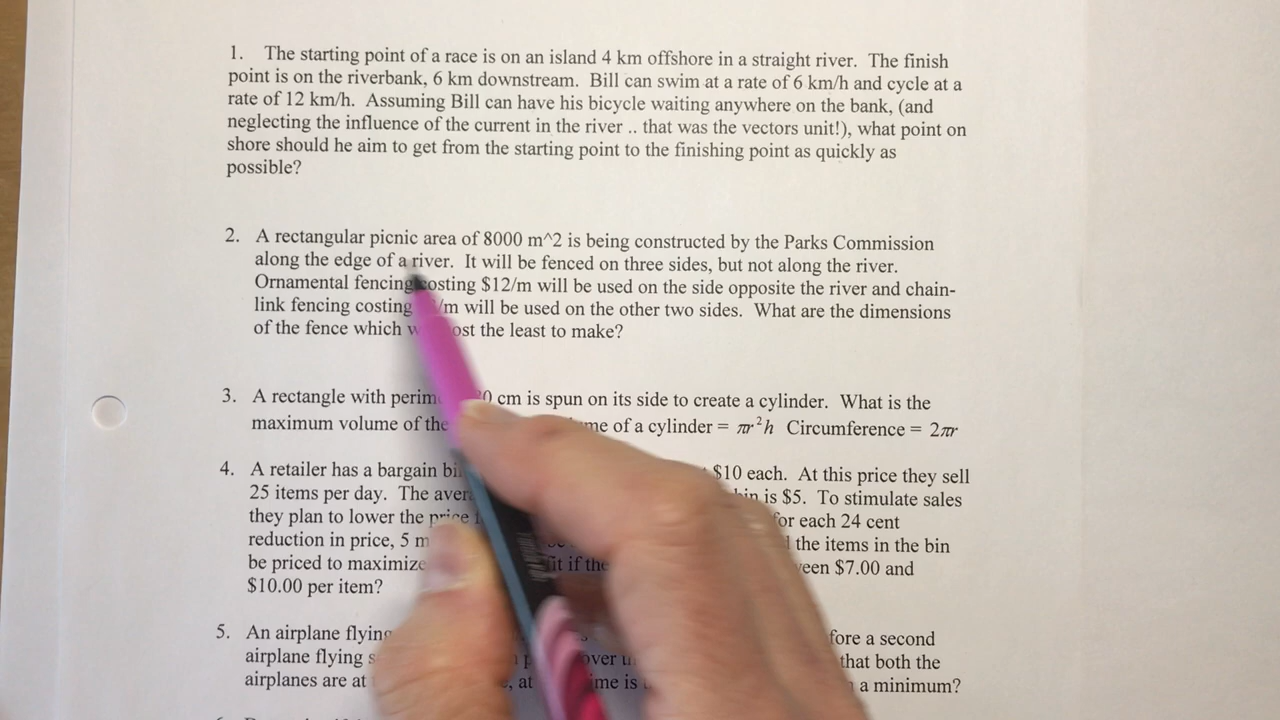 1. The starting point of a race is on an island 4 km offshore in a straight river. The finish
point is on the riverbank, 6 km downstream. Bill can swim at a rate of 6 km/h and cycle at a
rate of 12 km/h. Assuming Bill can have his bicycle waiting anywhere on the bank, (and
neglecting the influence of the current in the river .. that was the vectors unit!), what point on
shore should he aim to get from the starting point to the finishing point as quickly as
possible?
2. A rectangular picnic area of 8000 m^2 is being constructed by the Parks Commission
along the edge of a river. It will be fenced on three sides, but not along the river.
Ornamental fencing costing $12/m will be used on the side opposite the river and chain-
link fencing costing /m will be used on the other two sides. What are the dimensions
of the fence which cost the least to make?
3. A rectangle with cm is spun on its side to create a cylinder. What is the
maximum volume of the of a cylinder = πr²h Circumference = 2πr
4. A retailer has a bargain $10 each. At this price they sell
25 items per day. The is $5. To stimulate sales
they plan to lower the price for each 24 cent
reduction in price, 5 the items in the bin
be priced to if the $7.00 and
$10.00 per item?
5. An airplane flying a second
airplane flying over that both the
airplanes are at , at is a minimum?